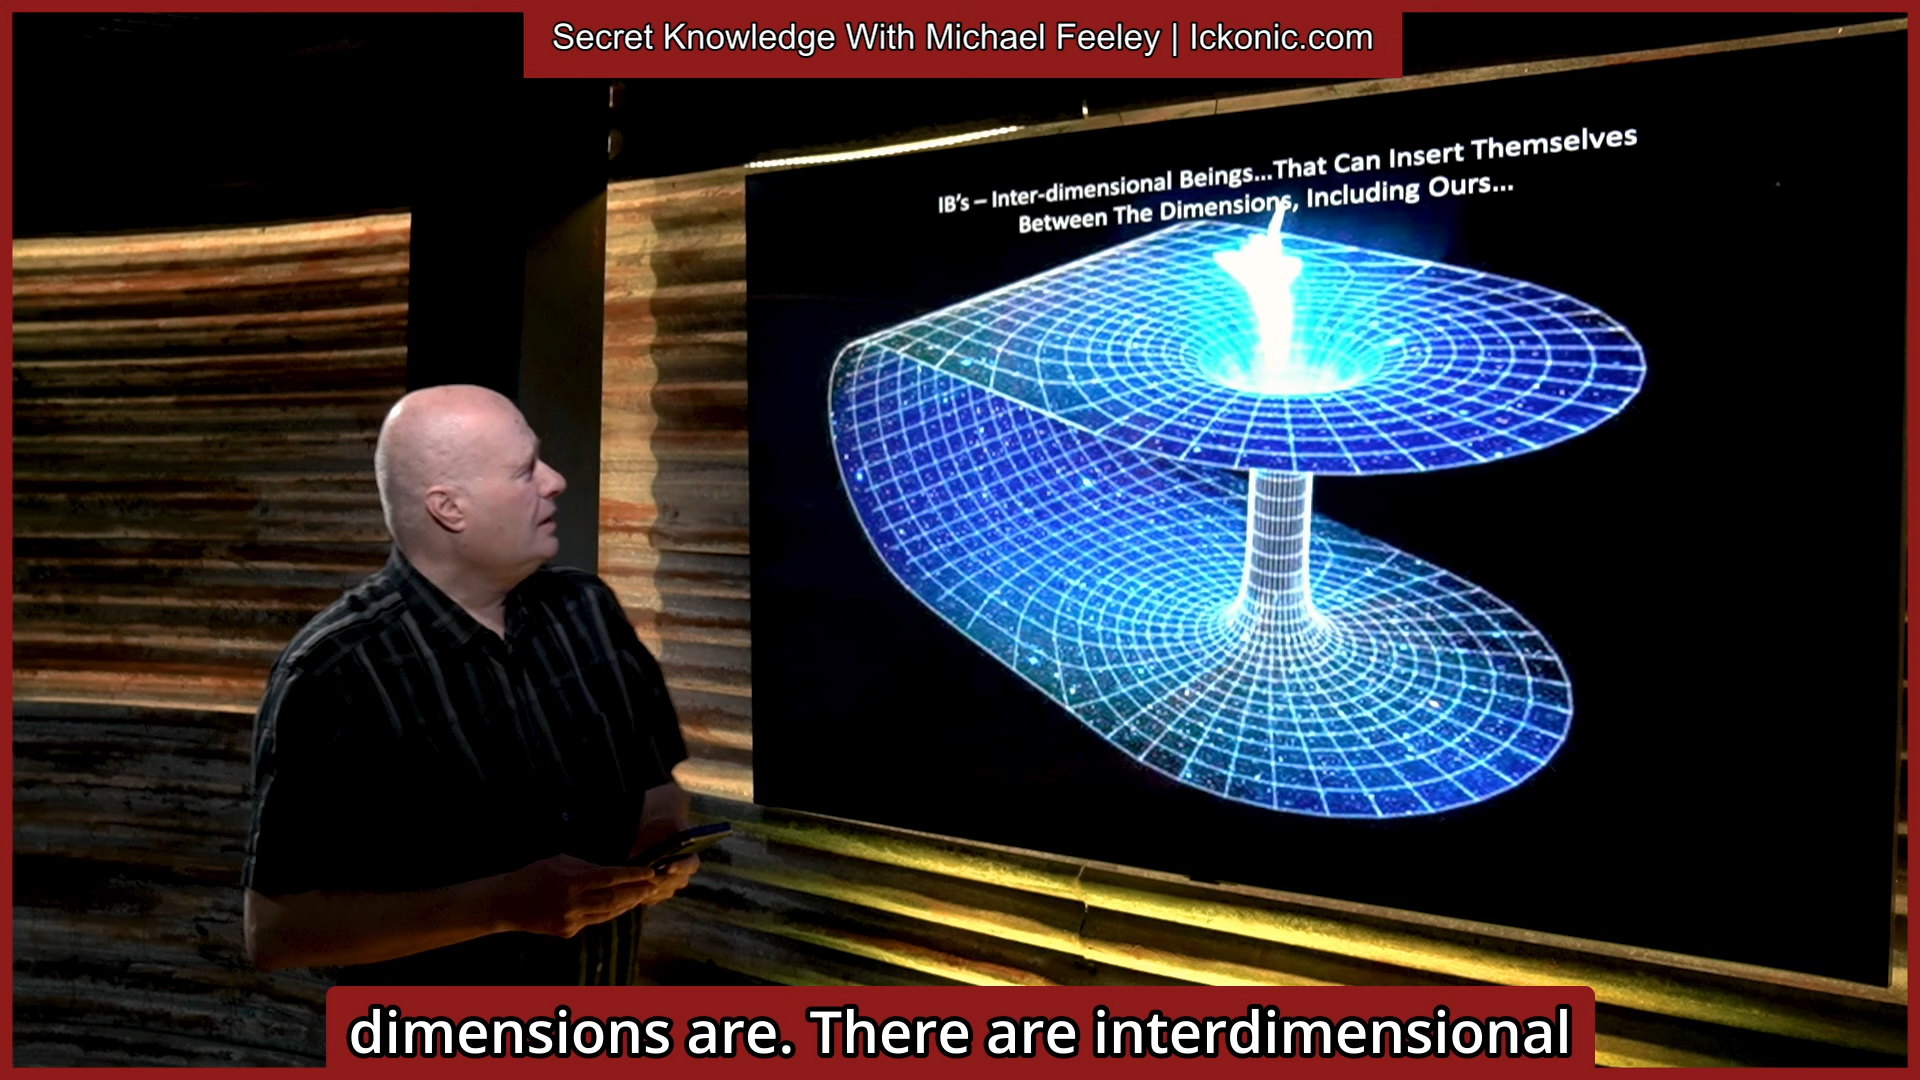 Secret Knowledge With Michael Feeley | Ickonic.com
IB's – Inter-dimensional Beings...That Can Insert Themselves
Between The Dimensions, Including Ours...
dimensions are. There are interdimensional